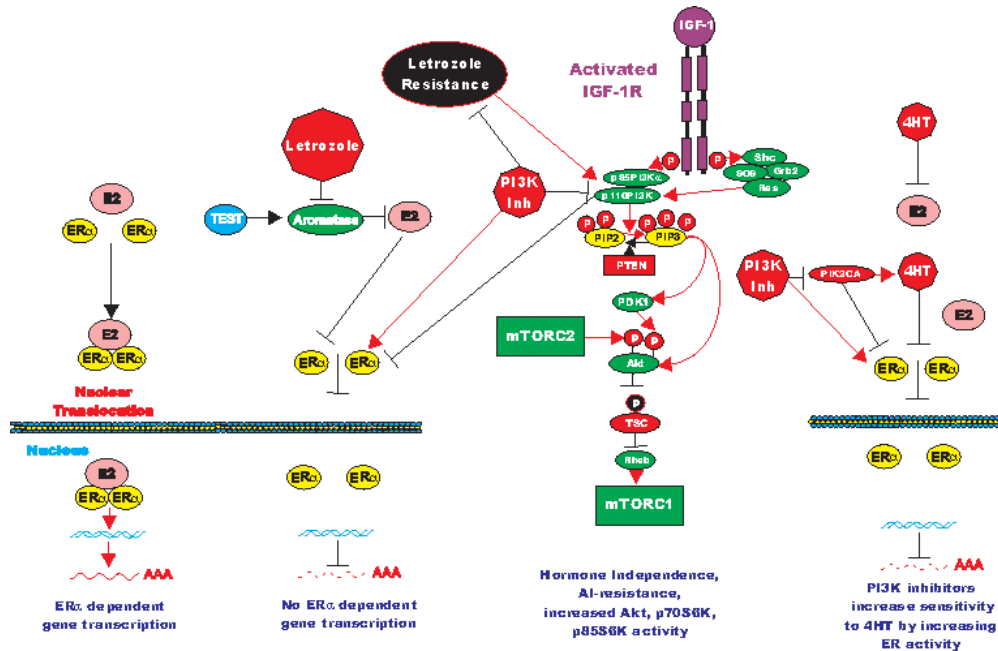 IGF-1
Activated
IGF-1R
Letrozole
Resistance
Letrozole
4HT
P
P
Shc
SOS
Grb2
Ras
p85PI3Kα
p110PI3K
PI3K
Inh
E2
ERα
ERα
TEST
Aromatase
E2
E2
P
P
P
P
P
PIP2
PIP3
PTEN
PI3K
Inh
PIK3CA
4HT
E2
PDK1
mTORC2
P
P
Akt
E2
ERα
ERα
ERα
ERα
ERα
ERα
Nuclear
Translocation
P
TSC
Nucleus
Rheb
mTORC1
E2
ERα
ERα
ERα
ERα
ERα
ERα
AAA
AAA
AAA
ERα dependent
gene transcription
No ERα dependent
gene transcription
Hormone Independence,
AI-resistance,
increased Akt, p70S6K,
p85S6K activity
PI3K inhibitors
increase sensitivity
to 4HT by increasing
ER activity